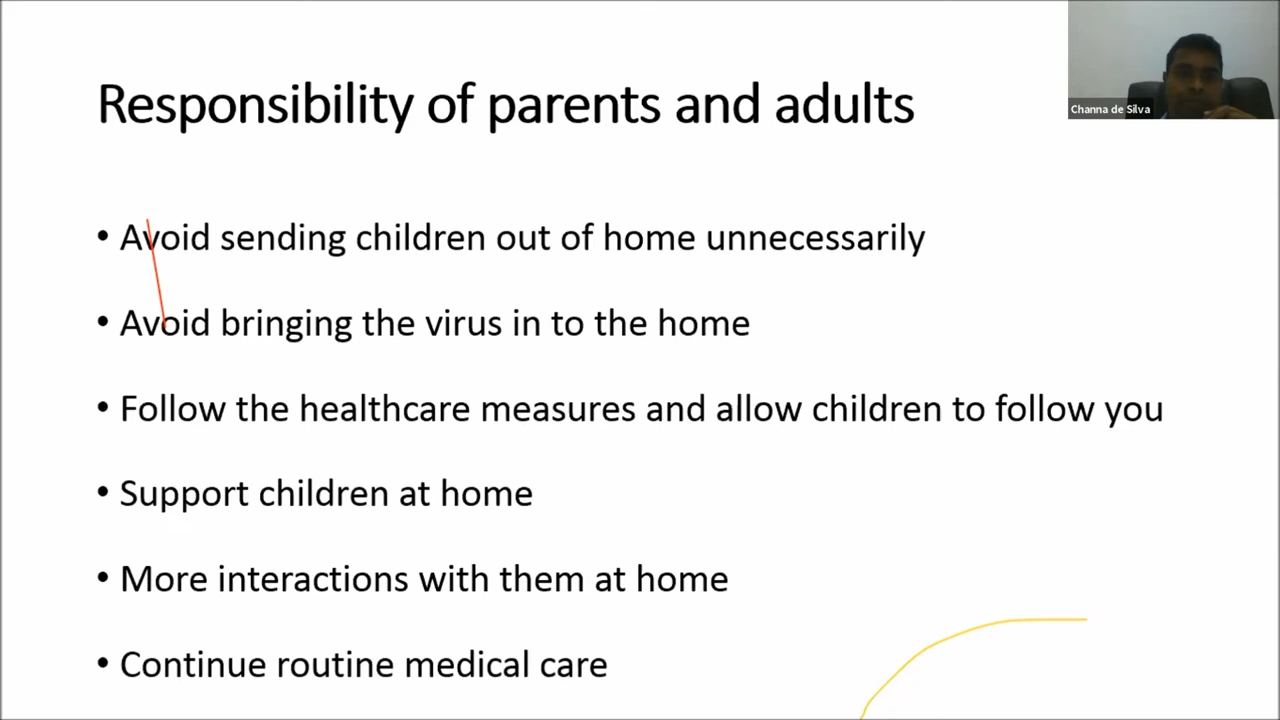 Responsibility of parents and adults
Channa de Silva
• Avoid sending children out of home unnecessarily
• Avoid bringing the virus in to the home
• Follow the healthcare measures and allow children to follow you
• Support children at home
• More interactions with them at home
• Continue routine medical care